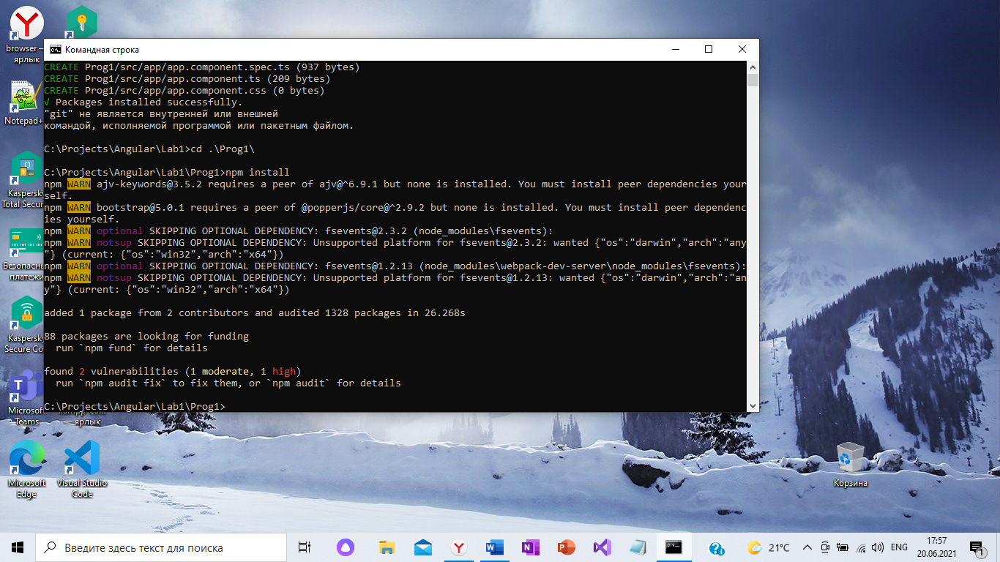 browser –
ярлык
Notepad+
Kaspersky
Total Secur
Безопасны
платежи
Kaspersky
Secure Co
Microsoft
Teams
— ярлык
Microsoft
Edge
Visual Studio
Code
Корзина
Командная строка
CREATE Prog1/src/app/app.component.spec.ts (937 bytes)
CREATE Prog1/src/app/app.component.ts (209 bytes)
CREATE Prog1/src/app/app.component.css (0 bytes)
√ Packages installed successfully.
"git" не является внутренней или внешней
командой, исполняемой программой или пакетным файлом.
C:\Projects\Angular\Lab1>cd .\Prog1\
C:\Projects\Angular\Lab1\Prog1>npm install
npm WARN ajv-keywords@3.5.2 requires a peer of ajv@^6.9.1 but none is installed. You must install peer dependencies your
self.
npm WARN bootstrap@5.0.1 requires a peer of @popperjs/core@^2.9.2 but none is installed. You must install peer dependenc
ies yourself.
npm WARN optional SKIPPING OPTIONAL DEPENDENCY: fsevents@2.3.2 (node_modules\fsevents):
npm WARN notsup SKIPPING OPTIONAL DEPENDENCY: Unsupported platform for fsevents@2.3.2: wanted {"os":"darwin","arch":"any
"} (current: {"os":"win32","arch":"x64"})
npm WARN optional SKIPPING OPTIONAL DEPENDENCY: fsevents@1.2.13 (node_modules\webpack-dev-server\node_modules\fsevents):
npm WARN notsup SKIPPING OPTIONAL DEPENDENCY: Unsupported platform for fsevents@1.2.13: wanted {"os":"darwin","arch":"an
y"} (current: {"os":"win32","arch":"x64"})
added 1 package from 2 contributors and audited 1328 packages in 26.268s
88 packages are looking for funding
run `npm fund` for details
found 2 vulnerabilities (1 moderate, 1 high)
run `npm audit fix` to fix them, or `npm audit` for details
C:\Projects\Angular\Lab1\Prog1>
Введите здесь текст для поиска
21°C
ENG
17:57
20.06.2021
1